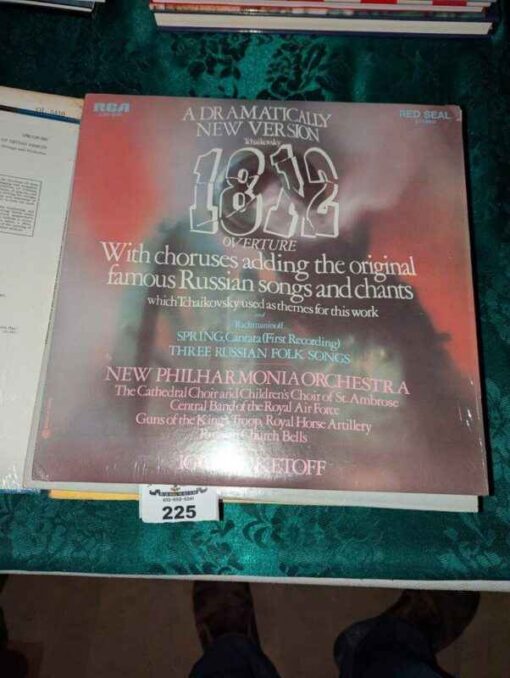 RCA
RED SEAL
A DRAMATICALLY
NEW VERSION
Tchaikovsky
1812
OVERTURE
With choruses adding the original
famous Russian songs and chants
which Tchaikovsky used as themes for this work
and
Rachmaninoff
SPRING, Cantata (First Recording)
THREE RUSSIAN FOLK SONGS
NEW PHILHARMONIA ORCHESTRA
The Cathedral Choir and Children's Choir of St. Ambrose
Central Band of the Royal Air Force
Guns of the King's Troop, Royal Horse Artillery
Church Bells
225